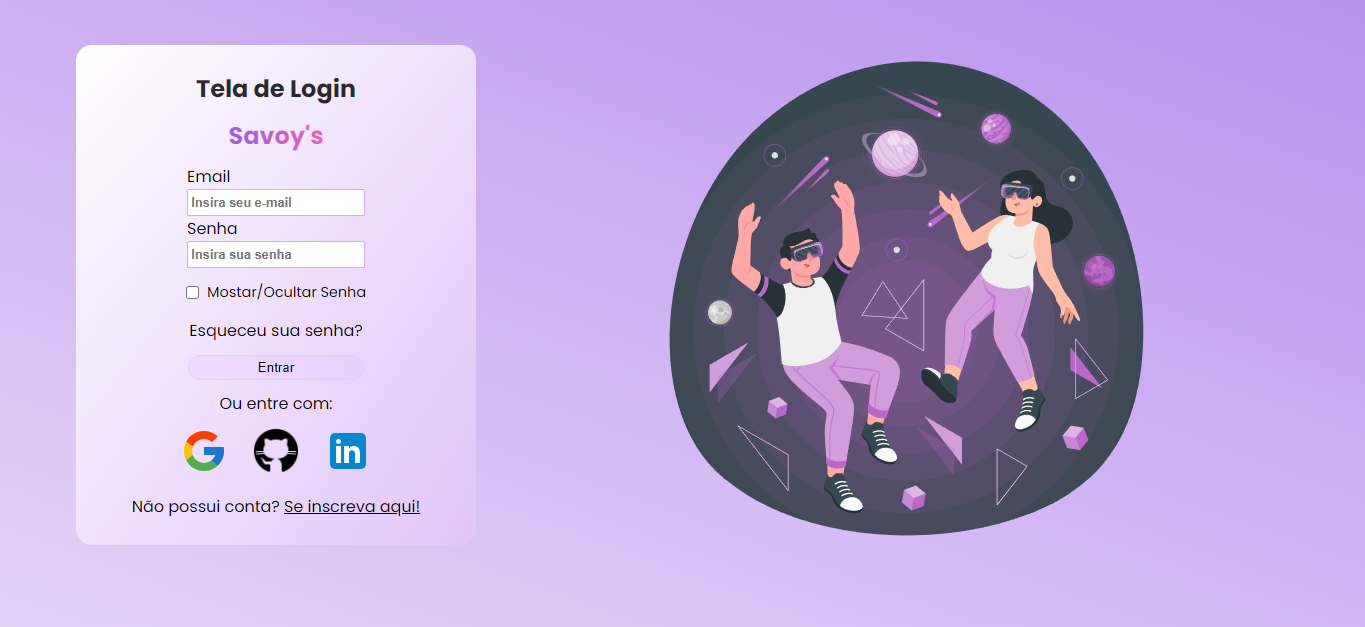 Tela de Login
Savoy's
Email
Insira seu e-mail
Senha
Insira sua senha
Mostar/Ocultar Senha
Esqueceu sua senha?
Entrar
Ou entre com:
in
Não possui conta? Se inscreva aqui!